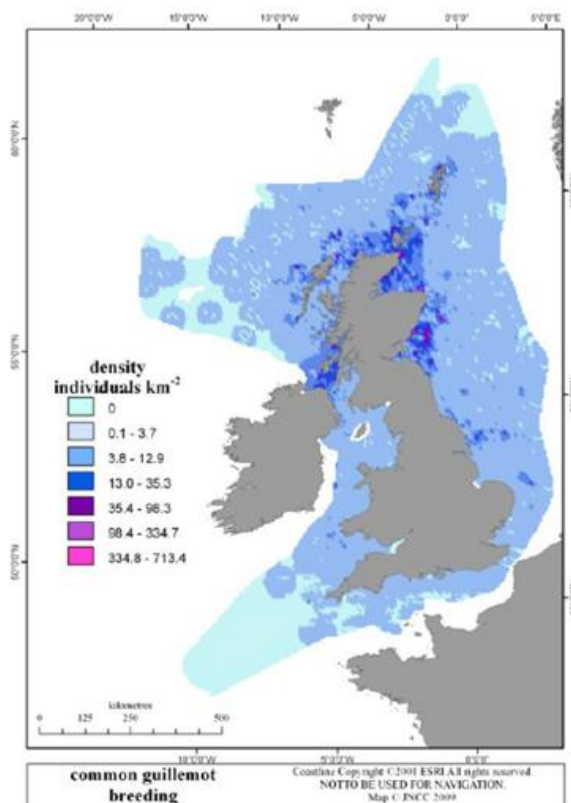 20°0'0"W 15°0'0"W 10°0'0"W 5°0'0"W 0°0'0" 5°0'0"E
density
individuals km-2
0
0.1 - 3.7
3.8 - 12.9
13.0 - 35.3
35.4 - 98.3
98.4 - 334.7
334.8 - 713.4
kilometres
0 125 250 500
10°0'0"W 5°0'0"W 0°0'0"
common guillemot
breeding
Coastline Copyright ©2001 ESRI All rights reserved
NOT TO BE USED FOR NAVIGATION.
Map © JNCC 2009